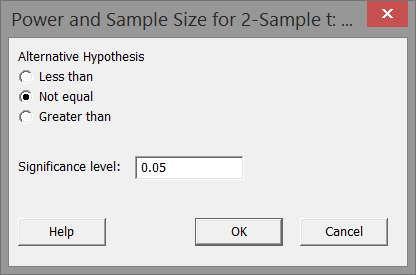 Power and Sample Size for 2-Sample t: ...
Alternative Hypothesis
Less than
Not equal
Greater than
Significance level: 0.05
Help OK Cancel